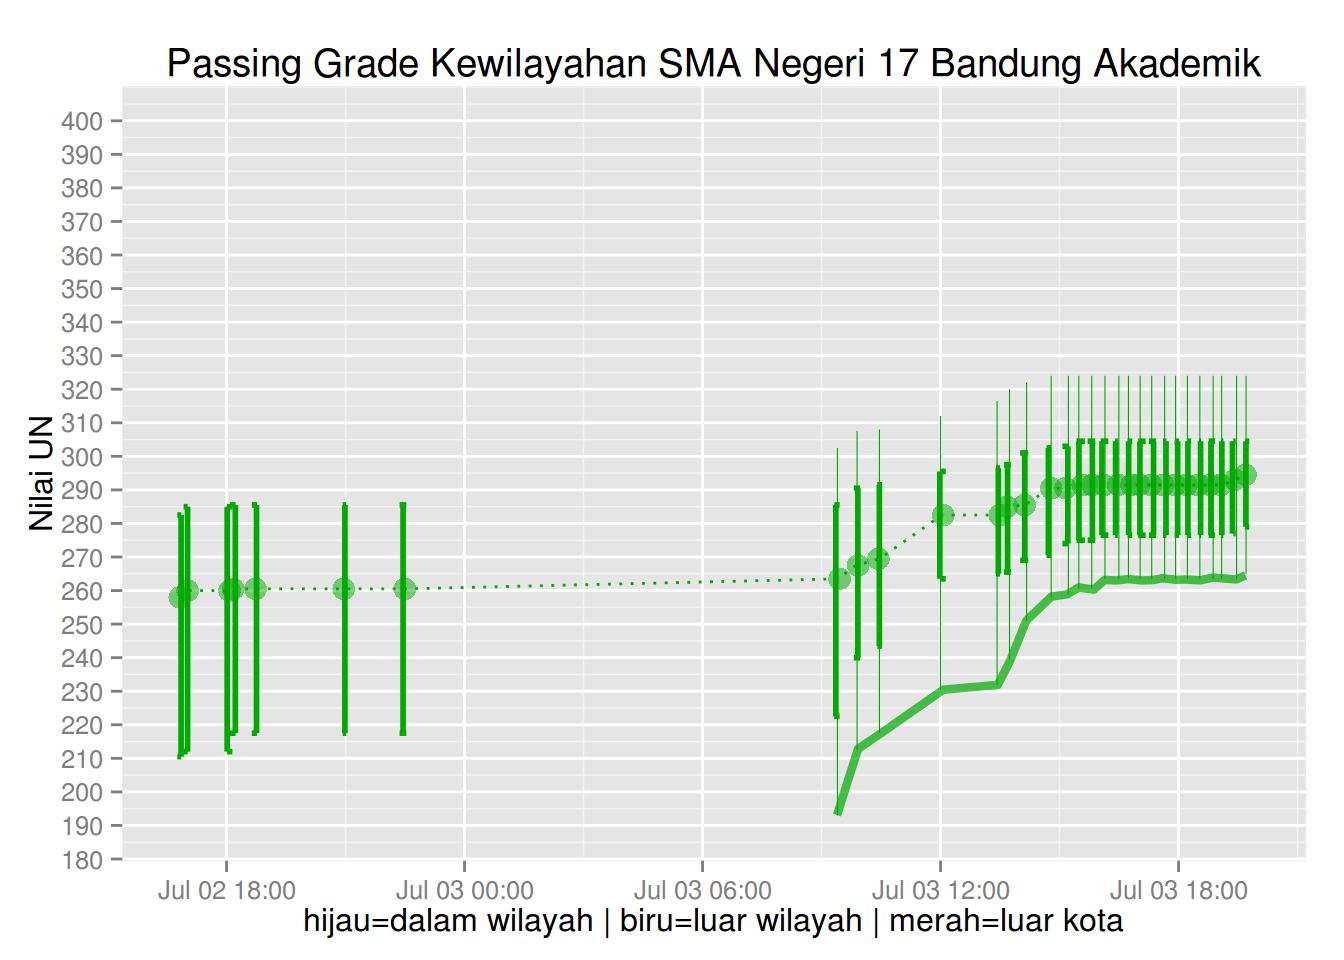 Passing Grade Kewilayahan SMA Negeri 17 Bandung Akademik
Nilai UN
400
390
380
370
360
350
340
330
320
310
300
290
280
270
260
250
240
230
220
210
200
190
180
Jul 02 18:00
Jul 03 00:00
Jul 03 06:00
Jul 03 12:00
Jul 03 18:00
hijau=dalam wilayah | biru=luar wilayah | merah=luar kota